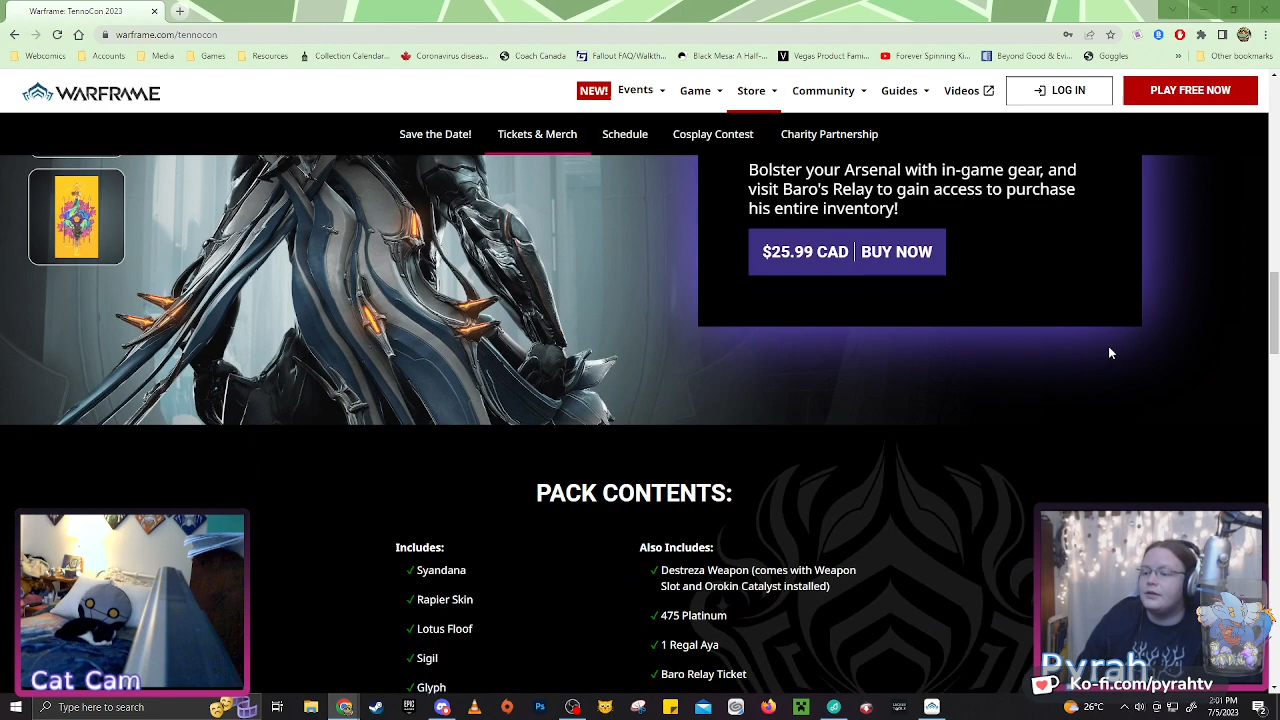 WarFrame: TennoCon 2023
warframe.com/tennocon
Webcomics
Accounts
Media
Games
Resources
Collection Calendar...
Coronavirus diseas...
Coach Canada
Fallout FAQ/Walkth...
Black Mesa: A Half-...
Vector Product Fam...
Forever Spinning Ki...
Beyond Good & Evi...
Goggles
»
Other bookmarks
WARFRAME
NEW!
Events
Game
Store
Community
Guides
Videos
LOG IN
PLAY FREE NOW
Save the Date!
Tickets & Merch
Schedule
Cosplay Contest
Charity Partnership
Bolster your Arsenal with in-game gear, and
visit Baro's Relay to gain access to purchase
his entire inventory!
$25.99 CAD | BUY NOW
PACK CONTENTS:
Includes:
✓ Syandana
✓ Rapier Skin
✓ Lotus Floof
✓ Sigil
✓ Glyph
Also Includes:
✓ Destreza Weapon (comes with Weapon
Slot and Orokin Catalyst installed)
✓ 475 Platinum
✓ 1 Regal Aya
✓ Baro Relay Ticket
Cat Cam
Pyrah
Ko-fi.com/pyrahtv
Type here to search
26°C
2:01 PM
7/5/2023